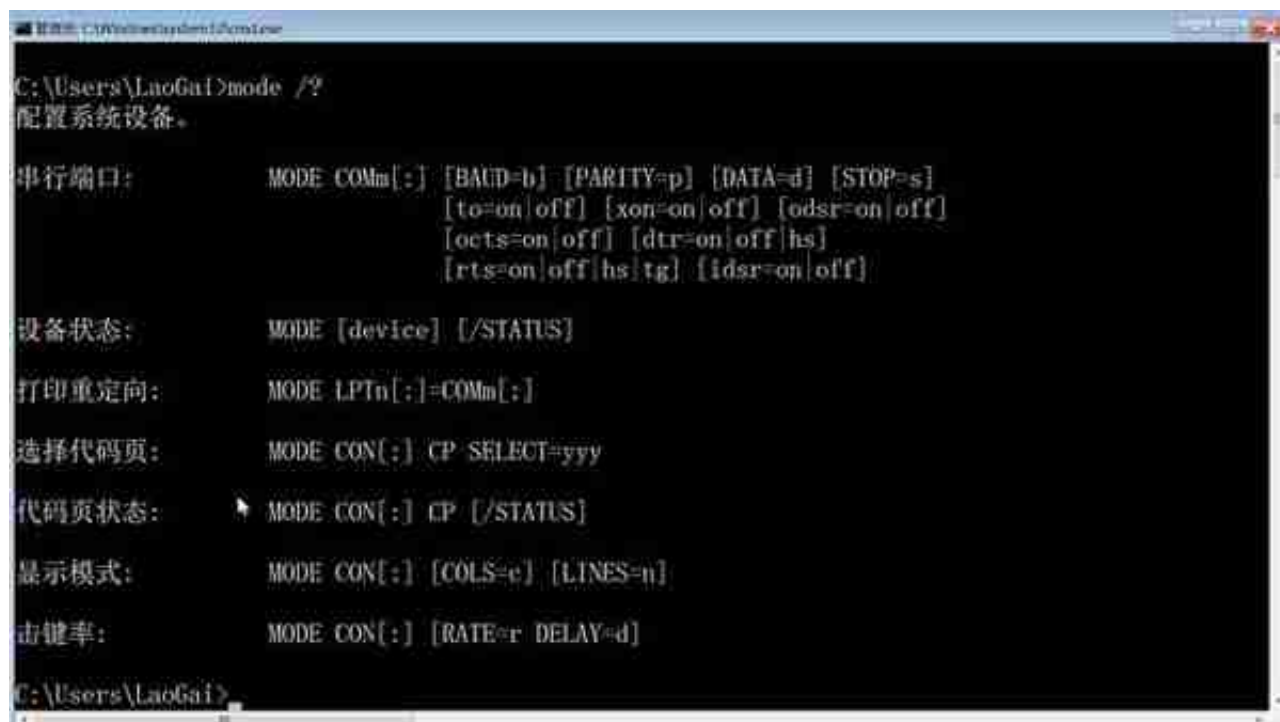 C:\Users\LaoGai>mode /?
配置系统设备。
串行端口: MODE COMm[:] [BAUD=b] [PARITY=p] [DATA=d] [STOP=s]
[to=on|off] [xon=on|off] [odsr=on|off]
[octs=on|off] [dtr=on|off|hs]
[rts=on|off|hs|tg] [idsr=on|off]
设备状态: MODE [device] [/STATUS]
打印重定向: MODE LPTn[:]=COMm[:]
选择代码页: MODE CON[:] CP SELECT=yyy
代码页状态: MODE CON[:] CP [/STATUS]
显示模式: MODE CON[:] [COLS=c] [LINES=n]
击键率: MODE CON[:] [RATE=r DELAY=d]
C:\Users\LaoGai>